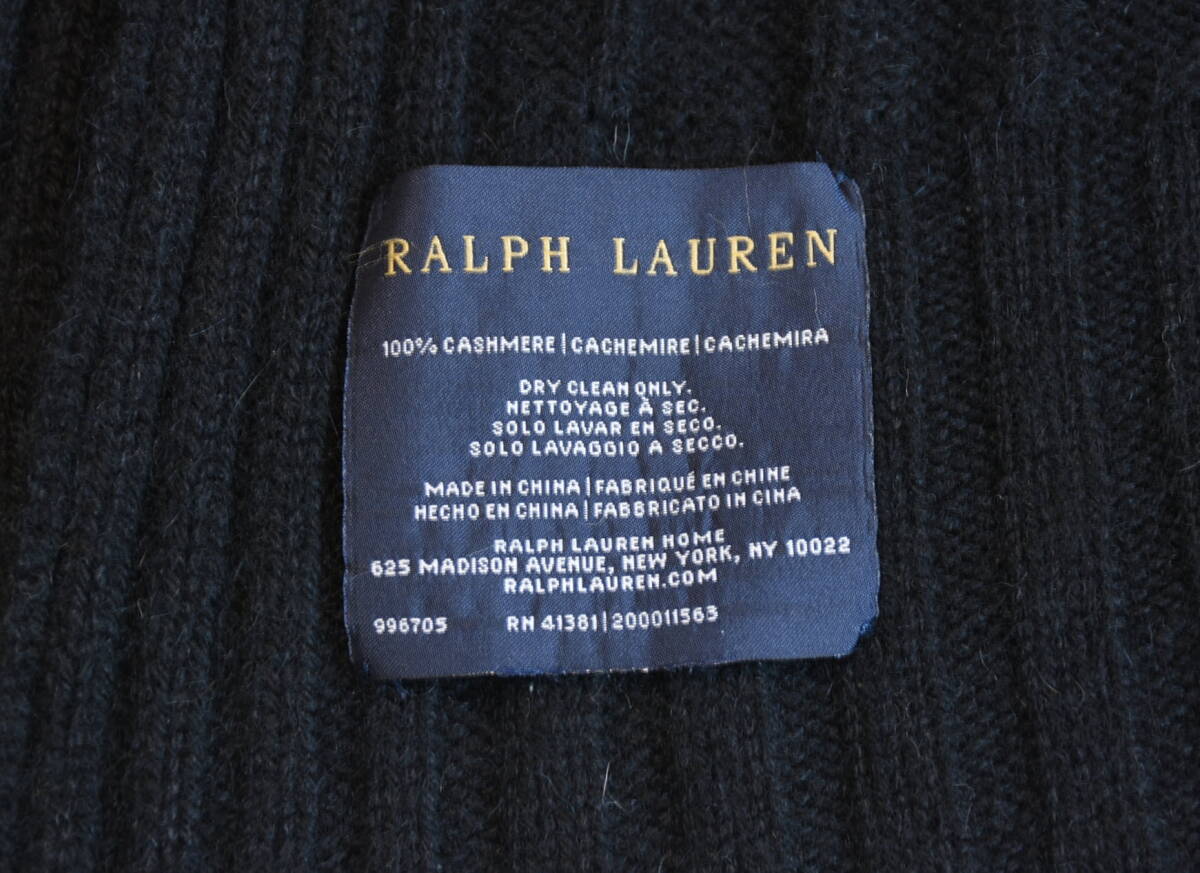 RALPH LAUREN
100% CASHMERE|CACHEMIRE|CACHEMIRA
DRY CLEAN ONLY.
NETTOYAGE À SEC.
SOLO LAVAR EN SECO.
SOLO LAVAGGIO A SECCO.
MADE IN CHINA|FABRIQUÉ EN CHINE
HECHO EN CHINA|FABBRICATO IN CINA
RALPH LAUREN HOME
625 MADISON AVENUE, NEW YORK, NY 10022
RALPHLAUREN.COM
996705 RN 41381|200011563